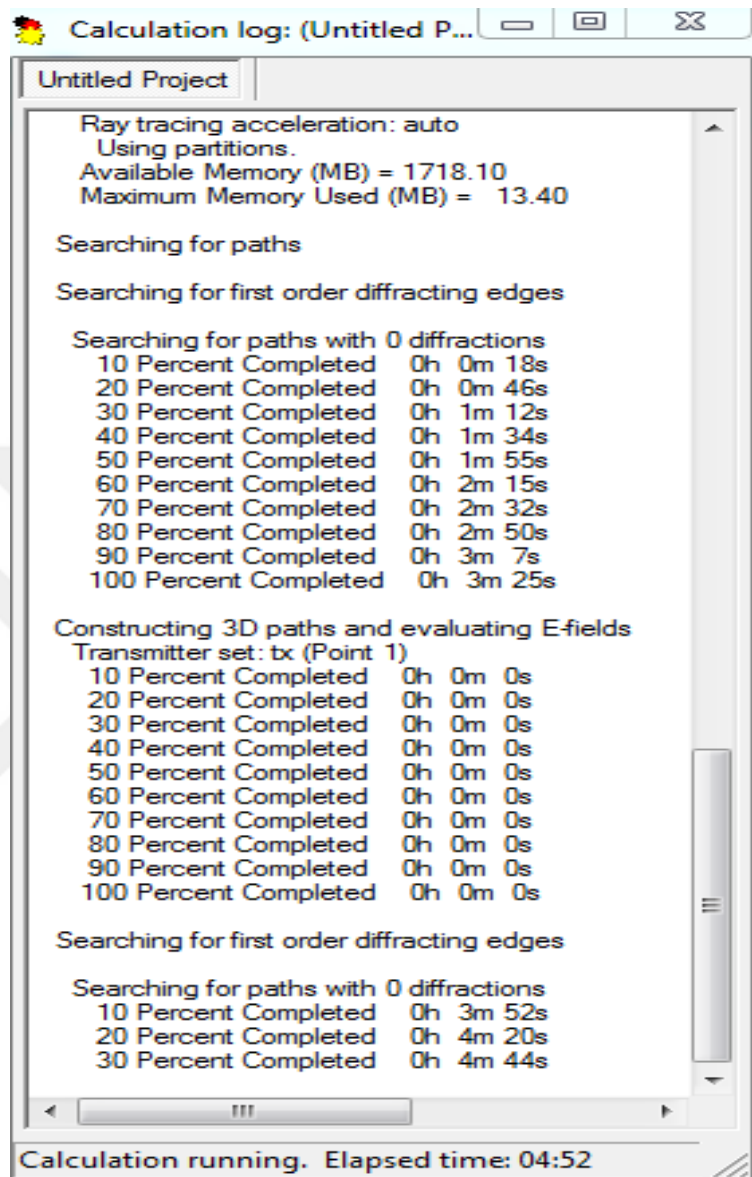 Calculation log: (Untitled P...
Untitled Project
Ray tracing acceleration: auto
Using partitions.
Available Memory (MB) = 1718.10
Maximum Memory Used (MB) = 13.40
Searching for paths
Searching for first order diffracting edges
Searching for paths with 0 diffractions
10 Percent Completed 0h 0m 18s
20 Percent Completed 0h 0m 46s
30 Percent Completed 0h 1m 12s
40 Percent Completed 0h 1m 34s
50 Percent Completed 0h 1m 55s
60 Percent Completed 0h 2m 15s
70 Percent Completed 0h 2m 32s
80 Percent Completed 0h 2m 50s
90 Percent Completed 0h 3m 7s
100 Percent Completed 0h 3m 25s
Constructing 3D paths and evaluating E-fields
Transmitter set: tx (Point 1)
10 Percent Completed 0h 0m 0s
20 Percent Completed 0h 0m 0s
30 Percent Completed 0h 0m 0s
40 Percent Completed 0h 0m 0s
50 Percent Completed 0h 0m 0s
60 Percent Completed 0h 0m 0s
70 Percent Completed 0h 0m 0s
80 Percent Completed 0h 0m 0s
90 Percent Completed 0h 0m 0s
100 Percent Completed 0h 0m 0s
Searching for first order diffracting edges
Searching for paths with 0 diffractions
10 Percent Completed 0h 3m 52s
20 Percent Completed 0h 4m 20s
30 Percent Completed 0h 4m 44s
Calculation running. Elapsed time: 04:52